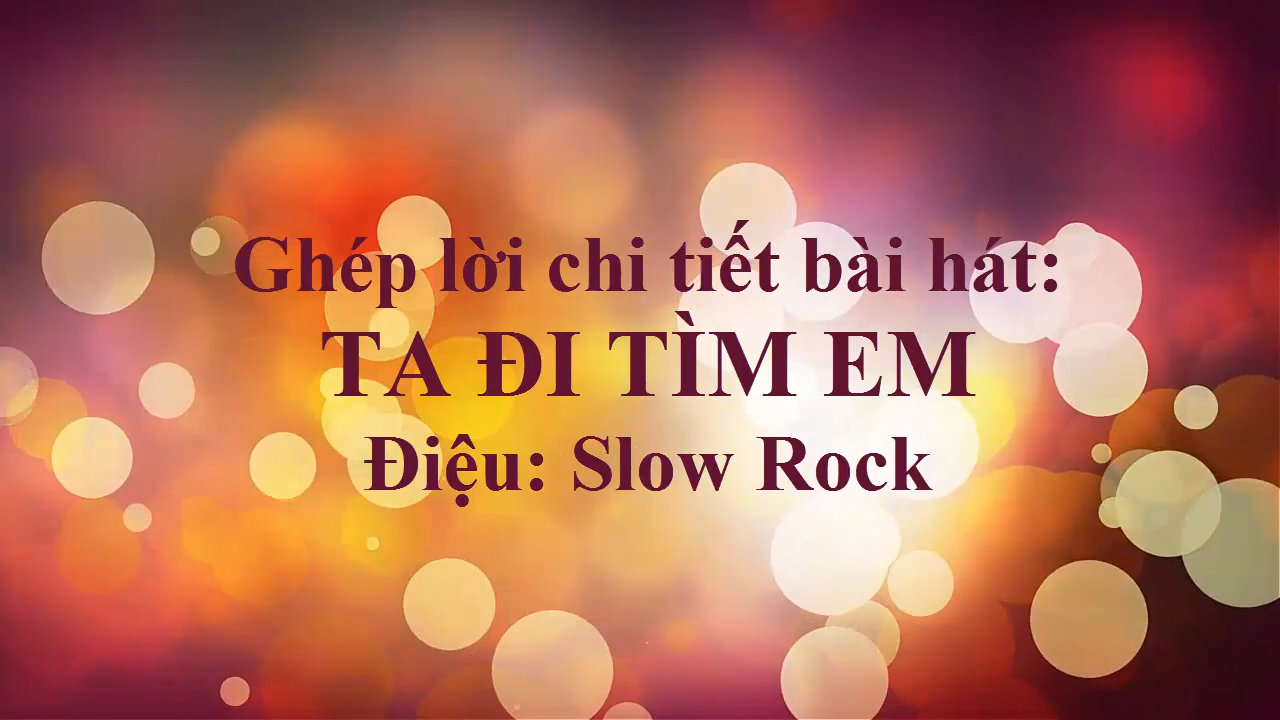 Ghép lời chi tiết bài hát:
TA ĐI TÌM EM
Điệu: Slow Rock